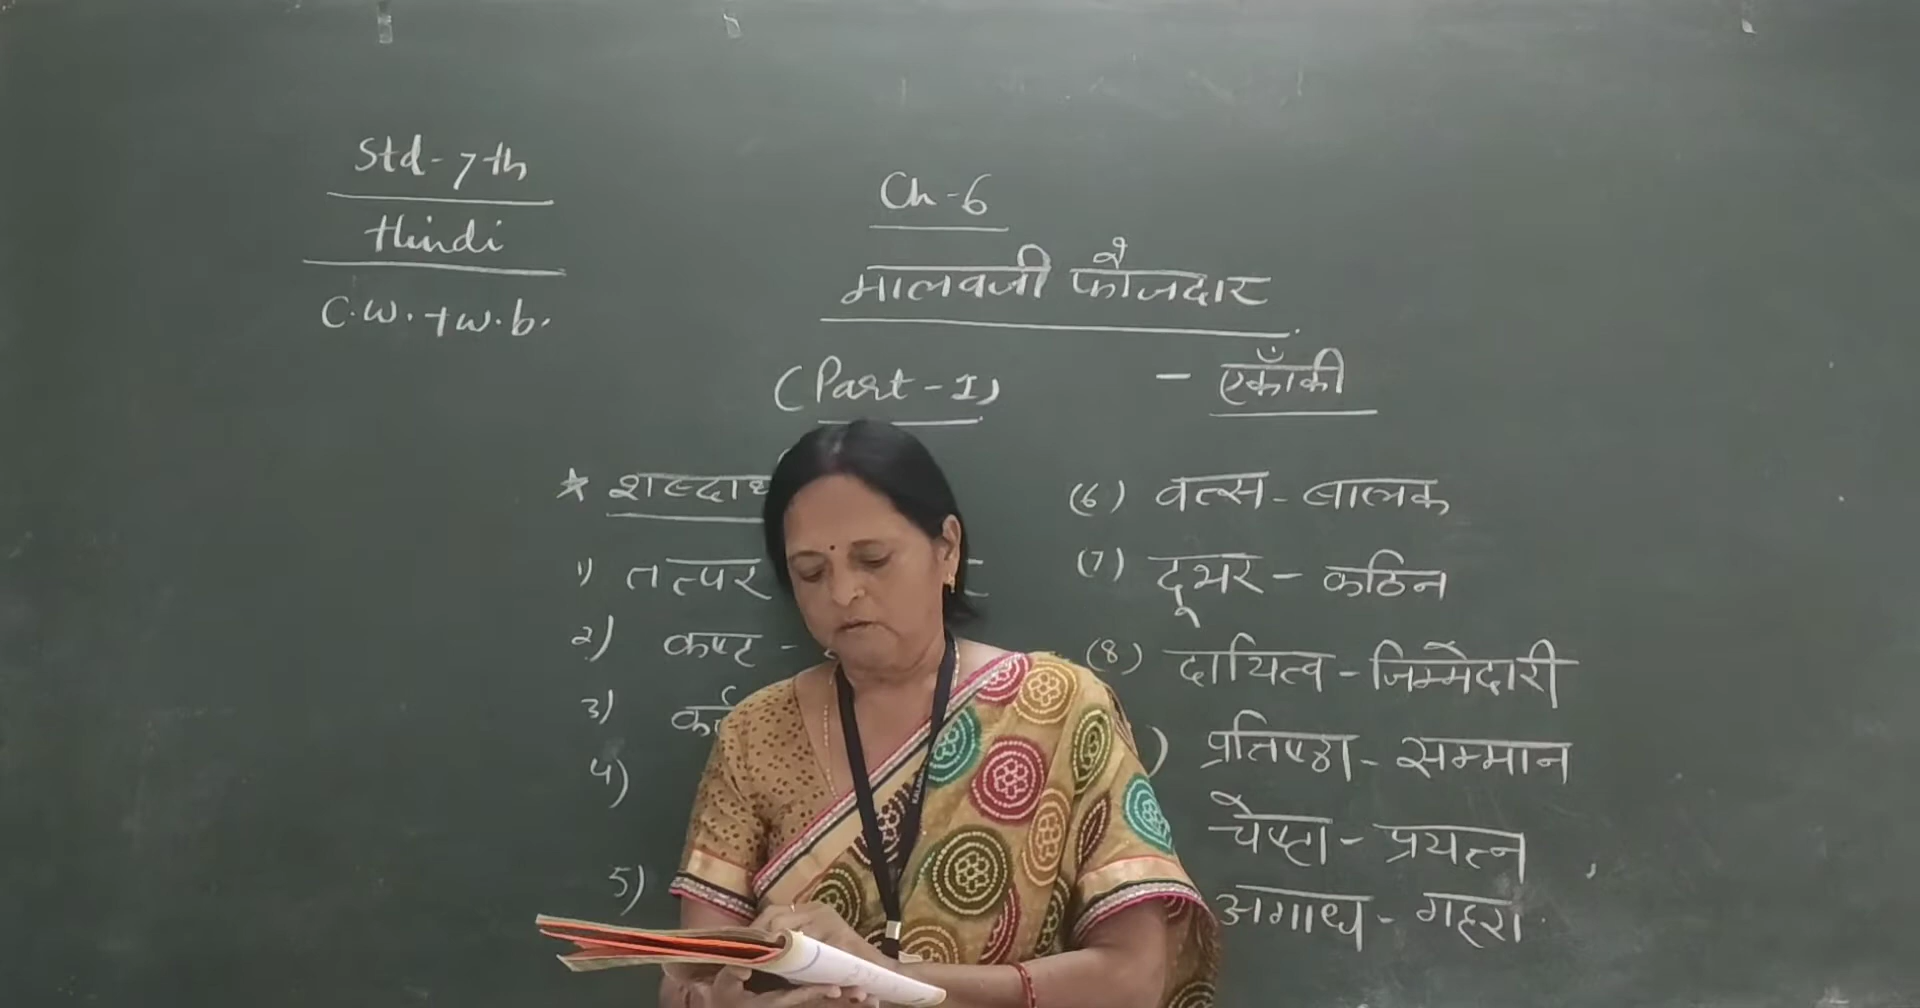 Std-7th
Hindi
C.W.+W.b.
Ch-6
मालवजी फौजदार
(Part-I)
- एकाँकी
* शब्दार्थ
1) तत्पर
2) कष्ट -
3)
4)
5)
(6) वत्स - बालक
(7) दूभर - कठिन
(8) दायित्व - जिम्मेदारी
) प्रतिष्ठा - सम्मान
चेष्टा - प्रयत्न
अगाध - गहरा